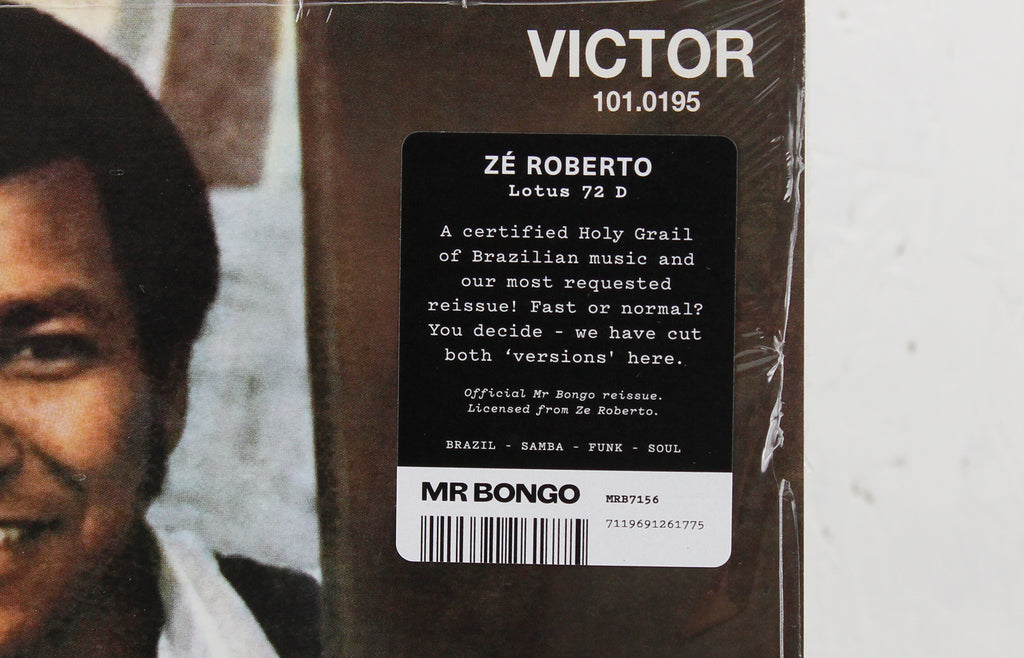 VICTOR
101.0195
ZÉ ROBERTO
Lotus 72 D
A certified Holy Grail
of Brazilian music and
our most requested
reissue! Fast or normal?
You decide - we have cut
both ‘versions' here.
Official Mr Bongo reissue.
Licensed from Ze Roberto.
BRAZIL - SAMBA - FUNK - SOUL
MR BONGO
MRB7156
7119691261775